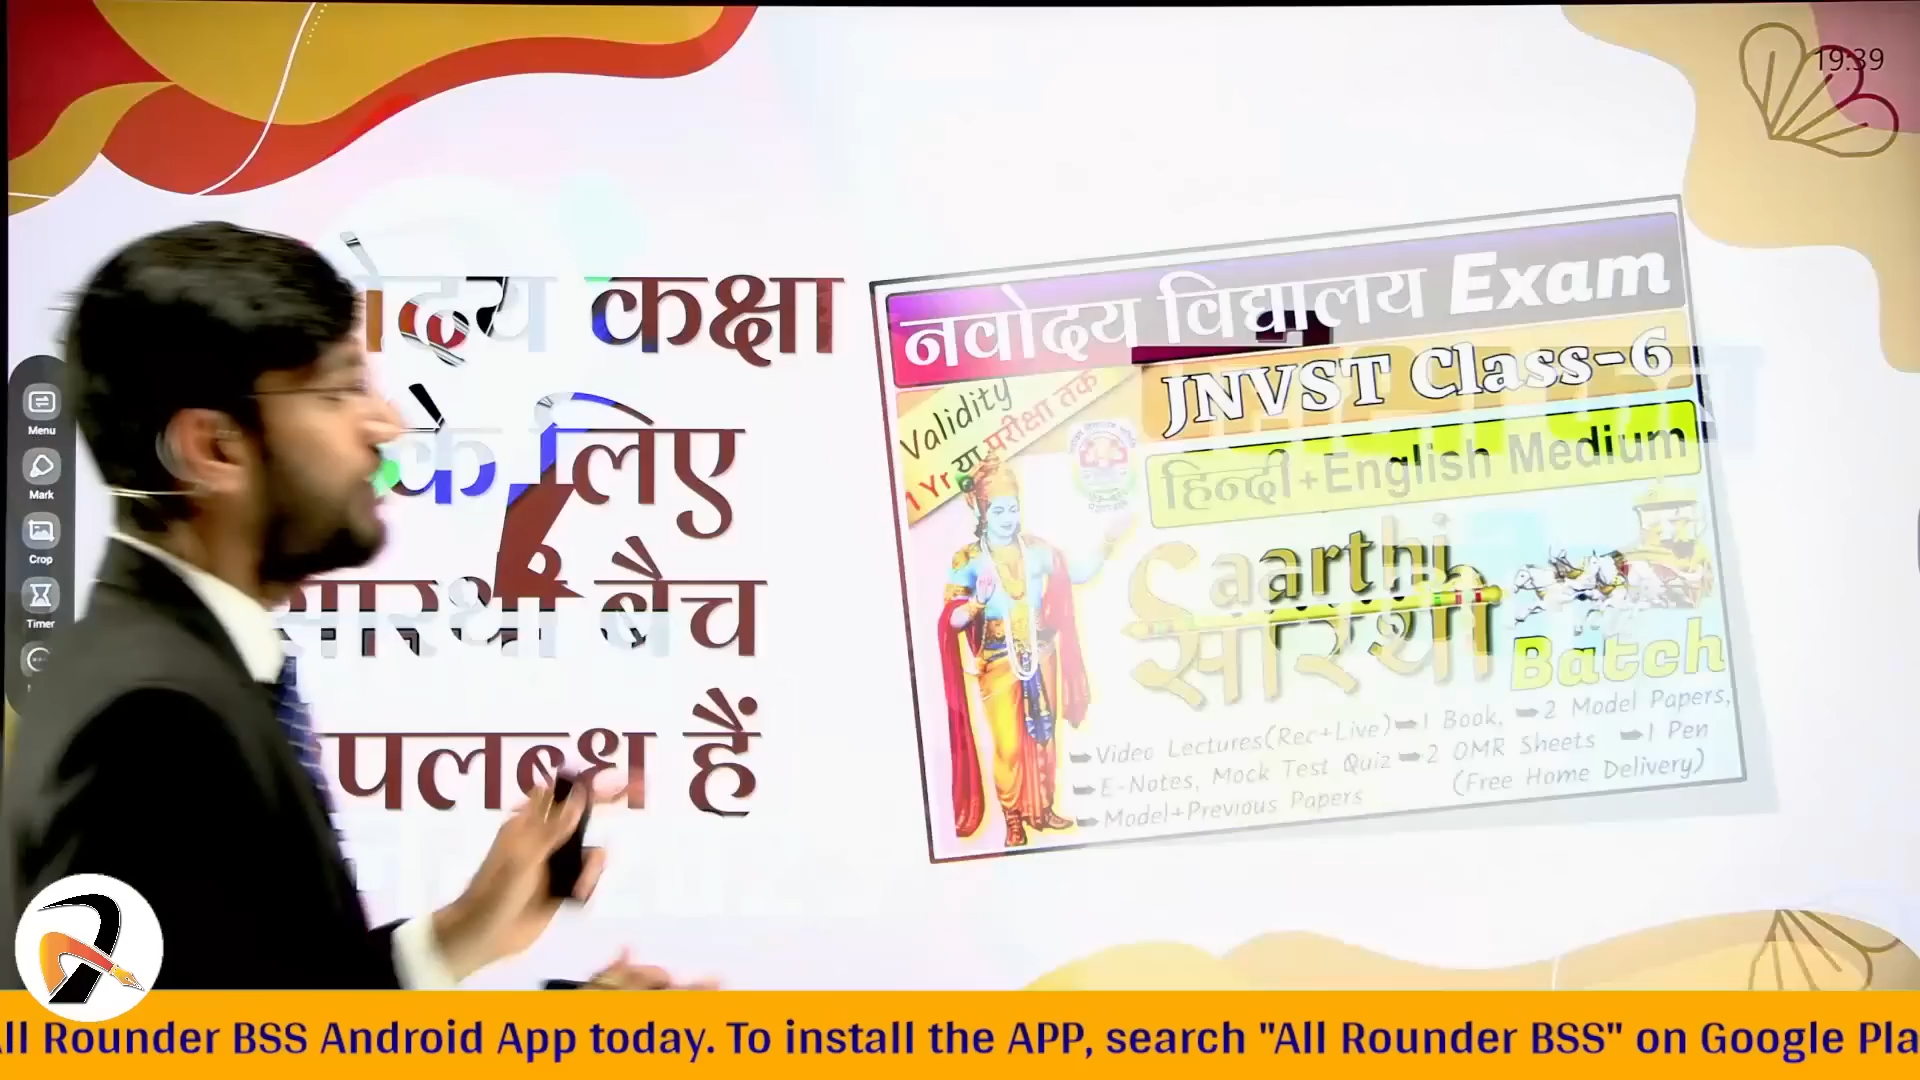 19:39
कक्षा
के लिए
सारथी बैच
पलब्ध हैं
नवोदय विद्यालय Exam
JNVST Class-6
Validity
1 Yr या परीक्षा तक
हिन्दी+English Medium
Saarthi
सारथी
Batch
➥Video Lectures(Rec+Live) ➥1 Book, ➥2 Model Papers,
➥E-Notes, Mock Test Quiz ➥2 OMR Sheets ➥1 Pen
➥Model+Previous Papers (Free Home Delivery)
Menu
Mark
Crop
Timer
ll Rounder BSS Android App today. To install the APP, search "All Rounder BSS" on Google Pla